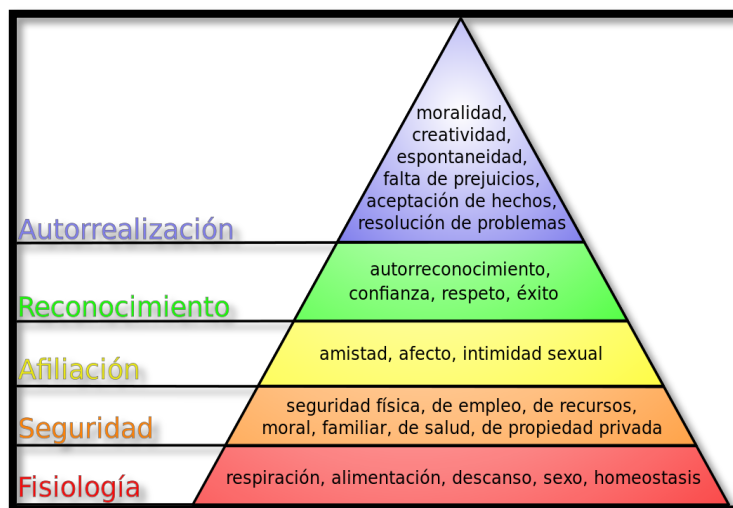 moralidad,
creatividad,
espontaneidad,
falta de prejuicios,
aceptación de hechos,
resolución de problemas
Autorrealización
autorreconocimiento,
confianza, respeto, éxito
Reconocimiento
amistad, afecto, intimidad sexual
Afiliación
seguridad física, de empleo, de recursos,
moral, familiar, de salud, de propiedad privada
Seguridad
respiración, alimentación, descanso, sexo, homeostasis
Fisiología